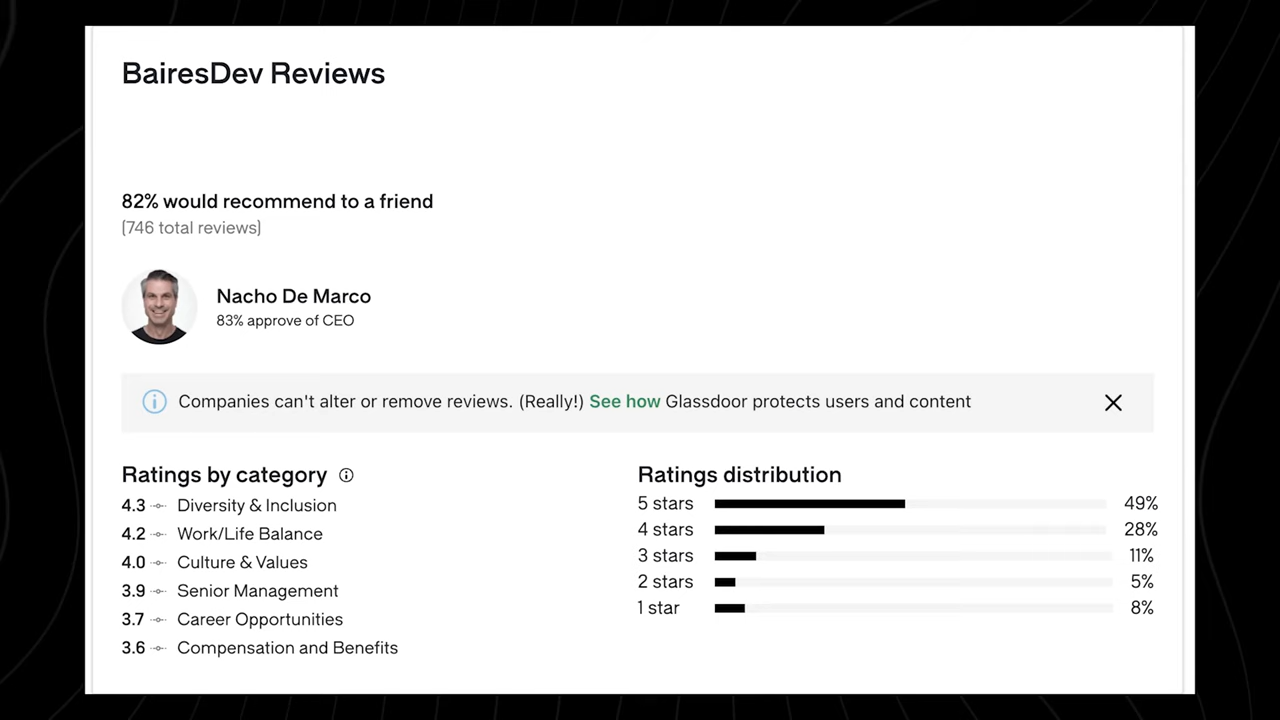 BairesDev Reviews
82% would recommend to a friend
(746 total reviews)
Nacho De Marco
83% approve of CEO
Companies can't alter or remove reviews. (Really!) See how Glassdoor protects users and content
Ratings by category
4.3 Diversity & Inclusion
4.2 Work/Life Balance
4.0 Culture & Values
3.9 Senior Management
3.7 Career Opportunities
3.6 Compensation and Benefits
Ratings distribution
5 stars 49%
4 stars 28%
3 stars 11%
2 stars 5%
1 star 8%